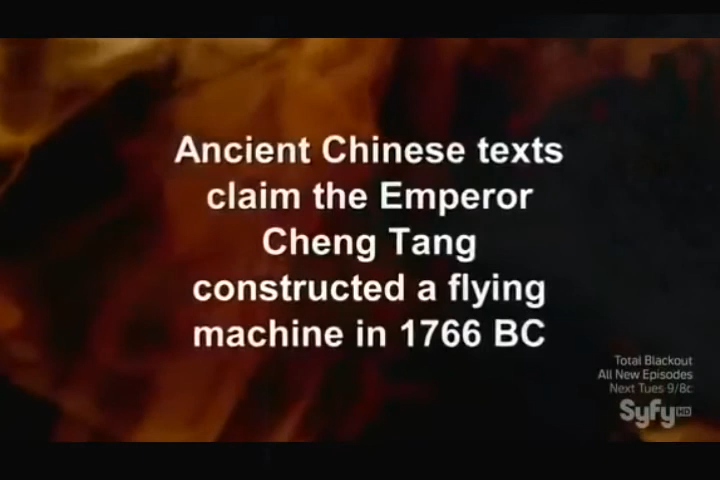 Ancient Chinese texts
claim the Emperor
Cheng Tang
constructed a flying
machine in 1766 BC
Total Blackout
All New Episodes
Next Tues 9/8c
Syfy HD